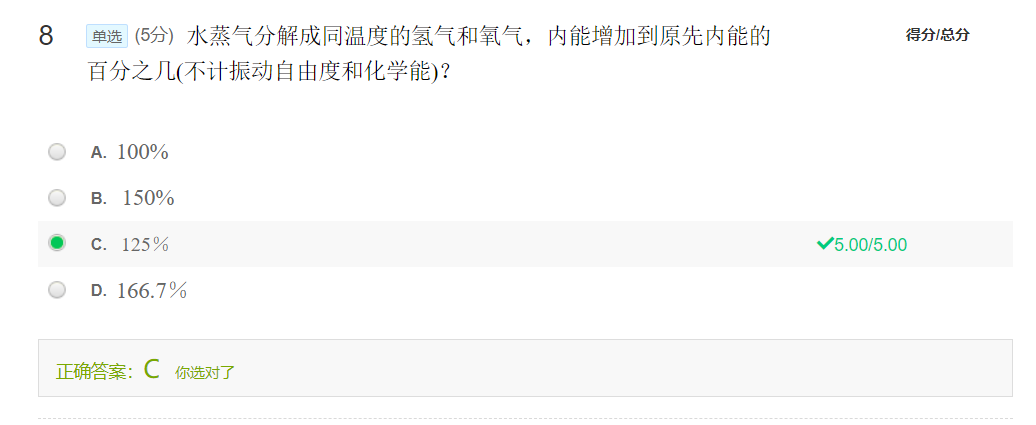 8 单选 (5分) 水蒸气分解成同温度的氢气和氧气，内能增加到原先内能的 得分/总分
百分之几(不计振动自由度和化学能)？
A. 100%
B. 150%
C. 125% 5.00/5.00
D. 166.7%
正确答案：C 你选对了